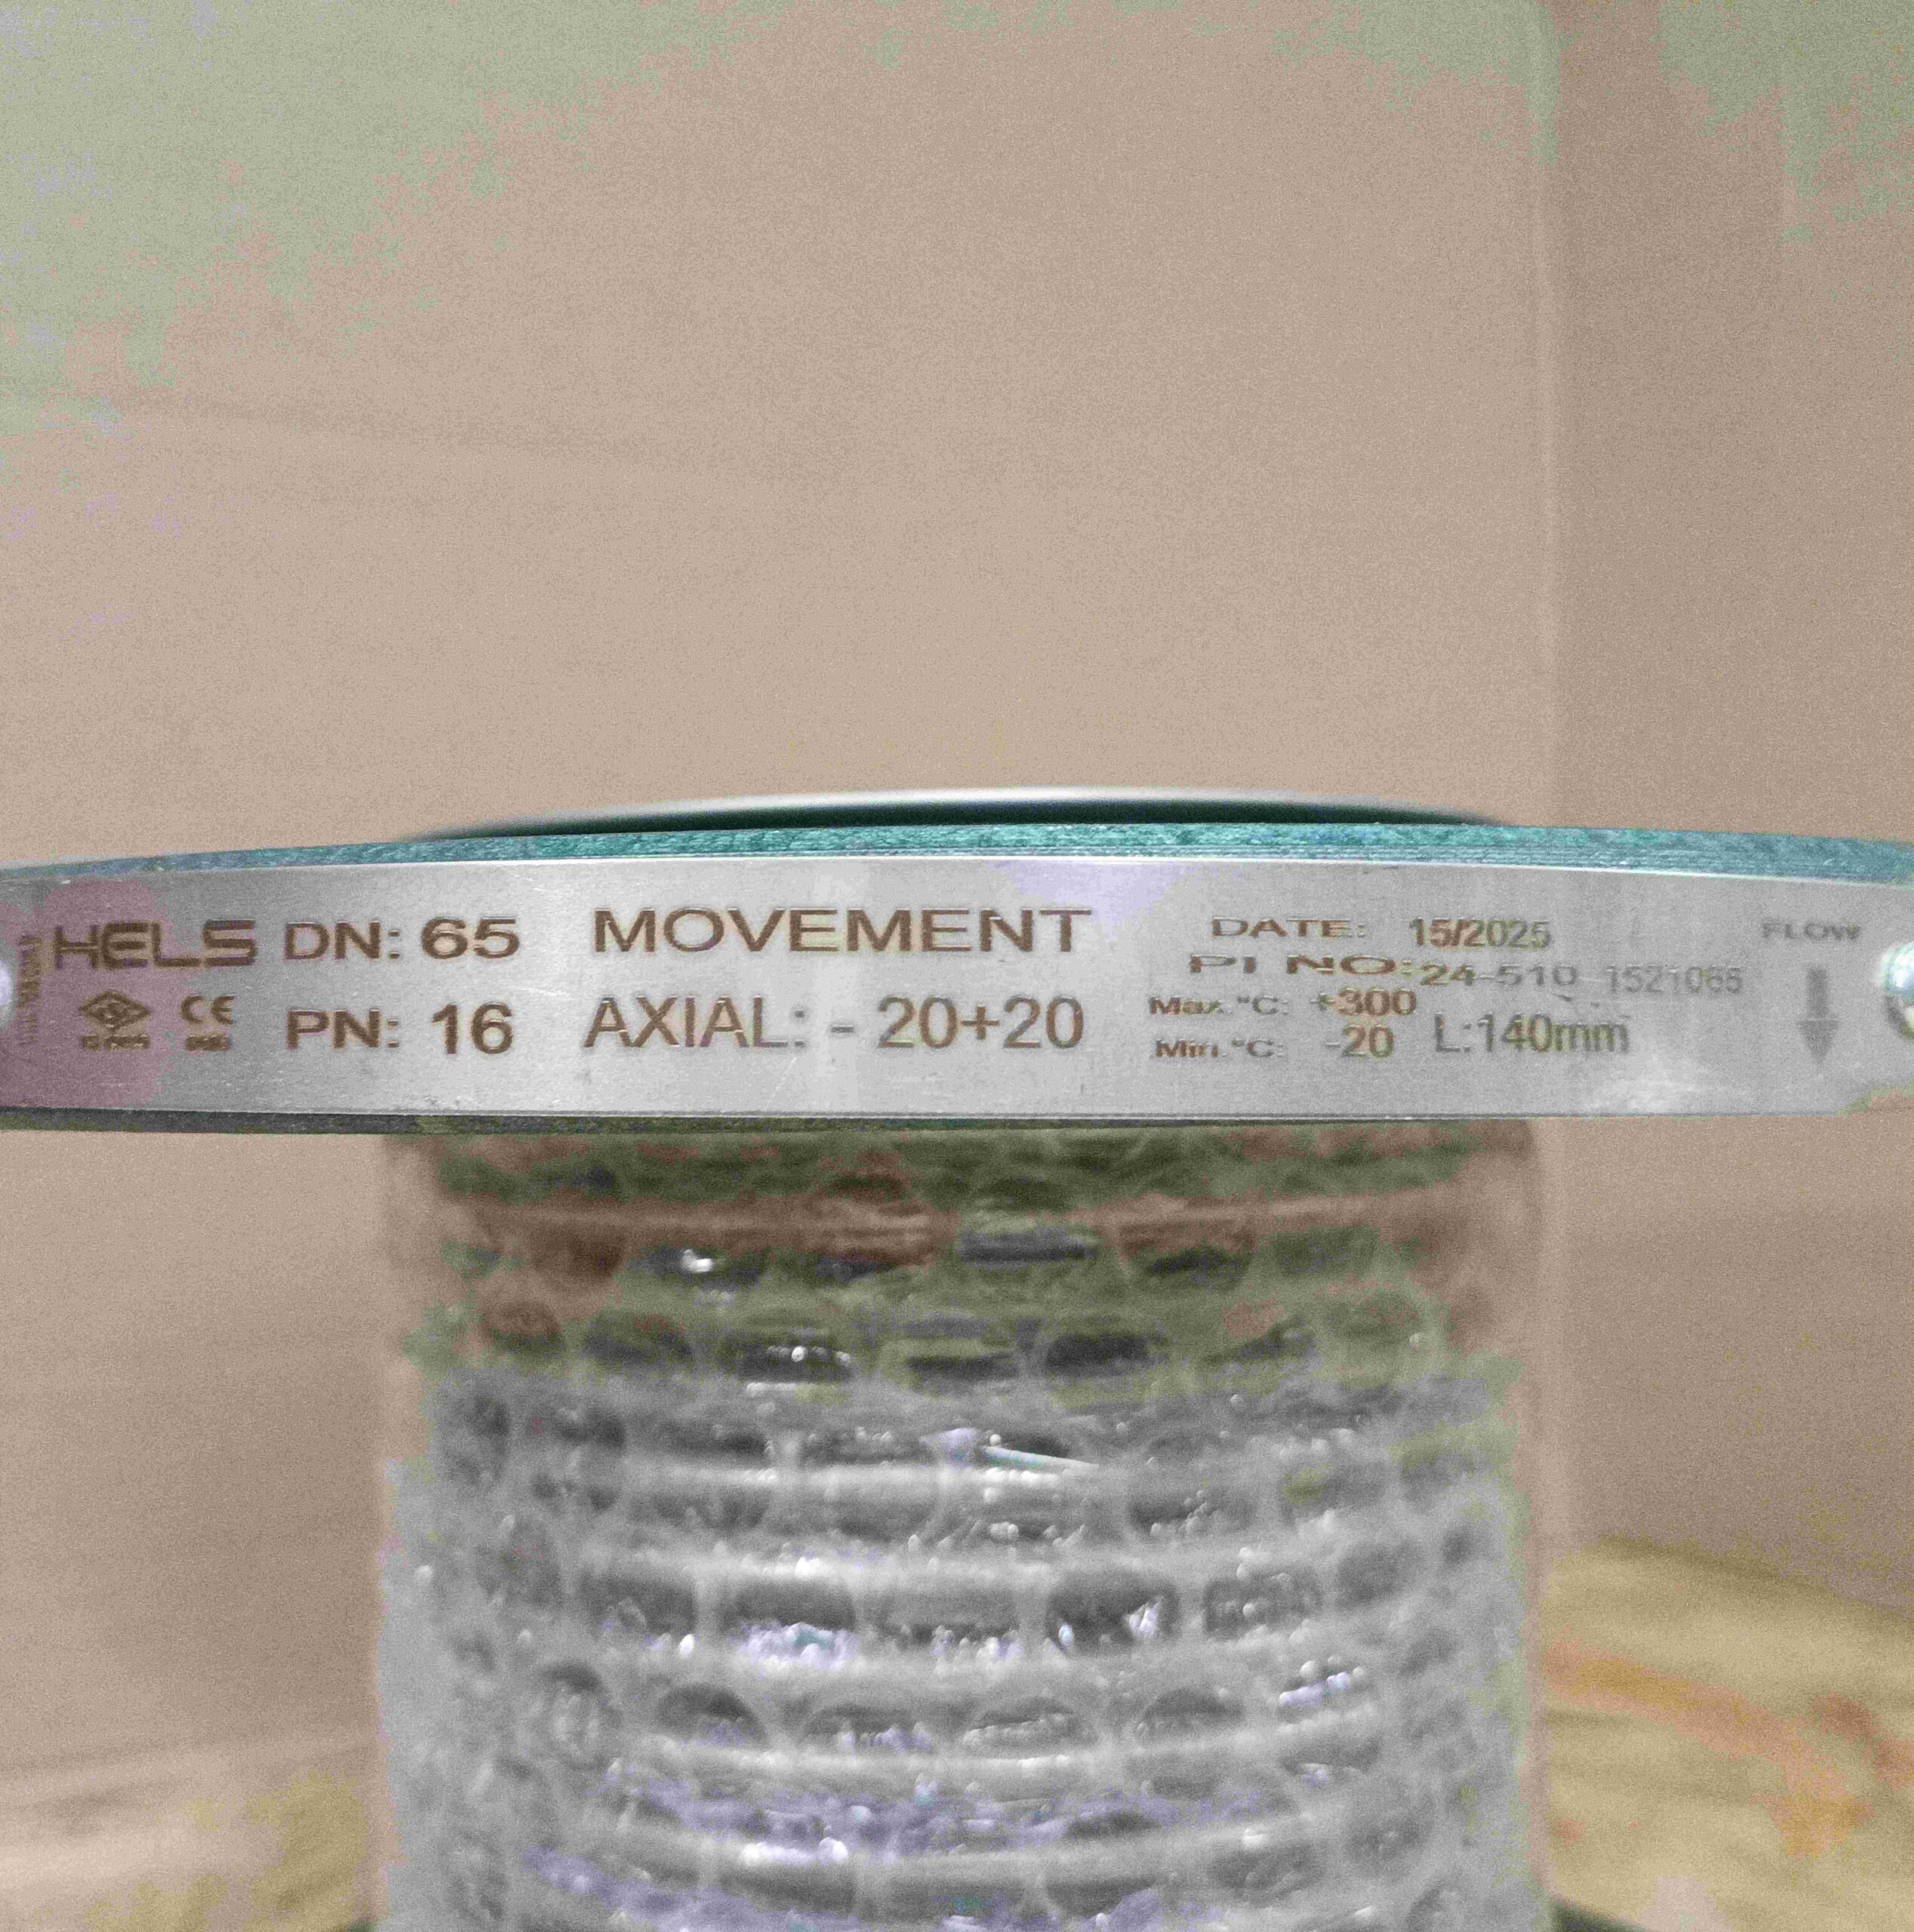 HELS
CE
DN: 65
PN: 16
MOVEMENT
AXIAL: - 20+20
DATE: 15/2025
PI NO: 24-510 1521065
Max.°C: +300
Min.°C: -20
L:140mm
FLOW